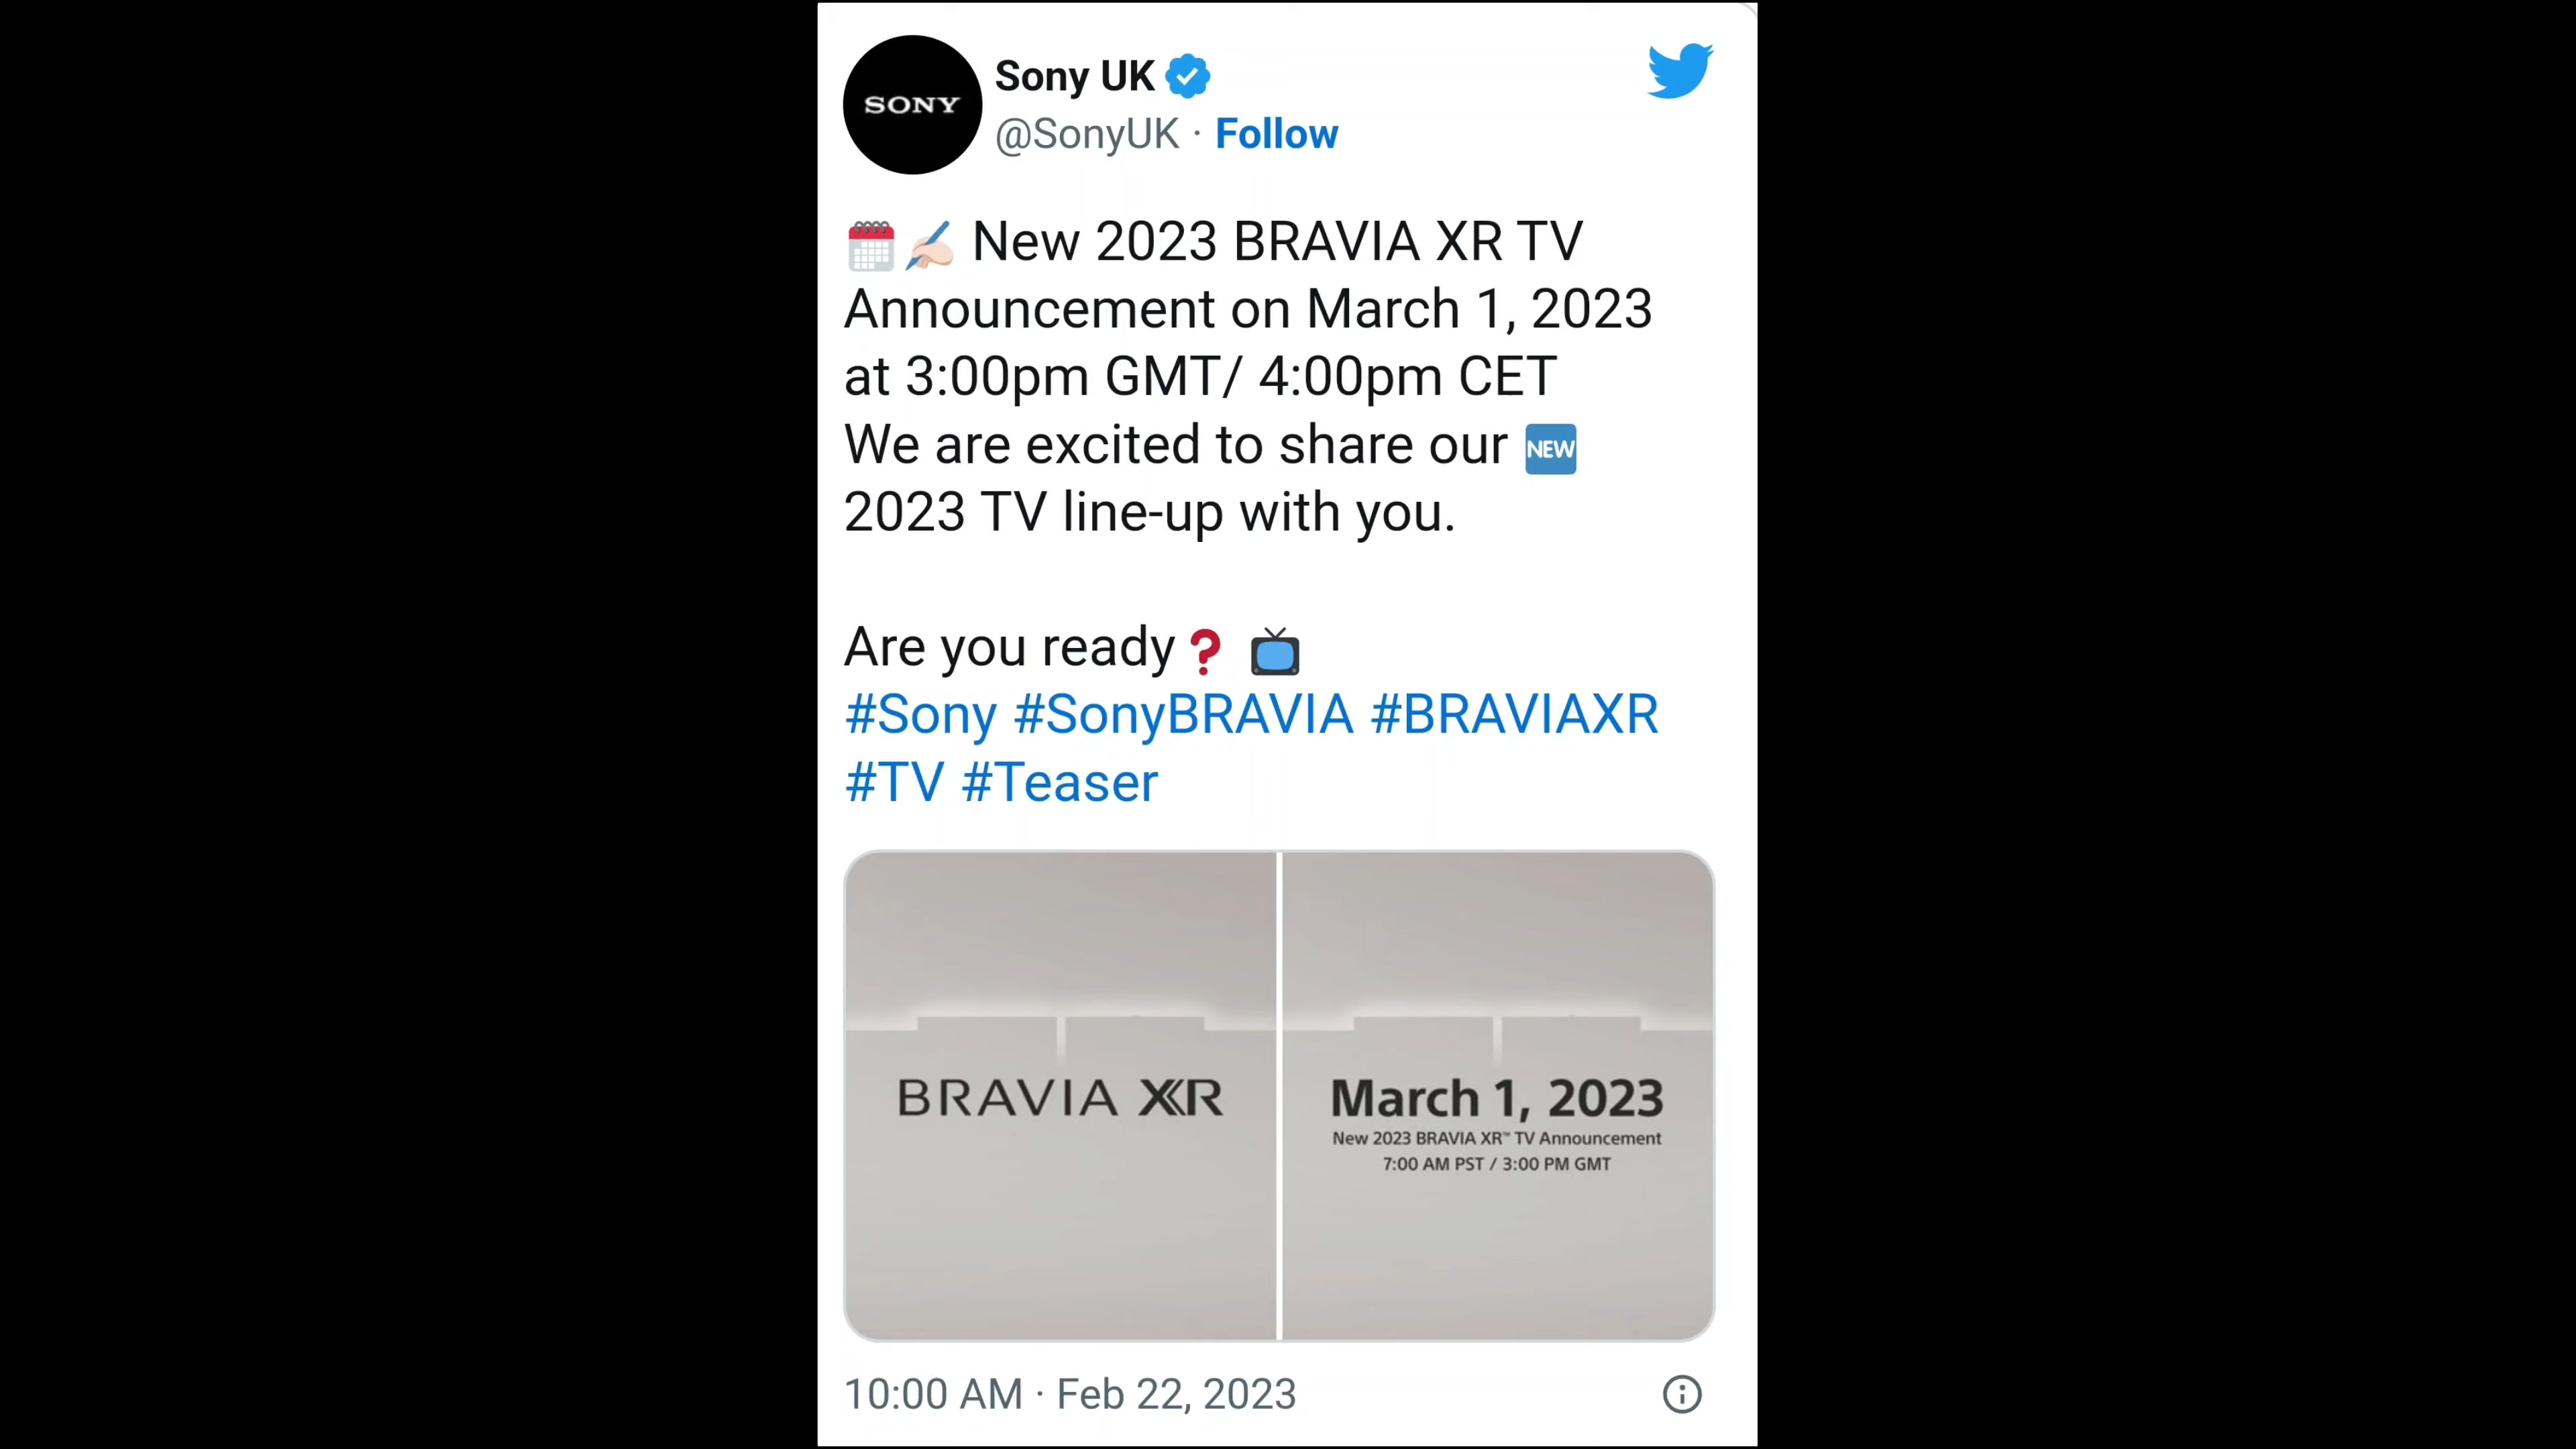 SONY
Sony UK
@SonyUK · Follow
🗓️✍🏻 New 2023 BRAVIA XR TV
Announcement on March 1, 2023
at 3:00pm GMT/ 4:00pm CET
We are excited to share our 🆕
2023 TV line-up with you.
Are you ready❓ 📺
#Sony #SonyBRAVIA #BRAVIAXR
#TV #Teaser
BRAVIA XR
March 1, 2023
New 2023 BRAVIA XR™ TV Announcement
7:00 AM PST / 3:00 PM GMT
10:00 AM · Feb 22, 2023